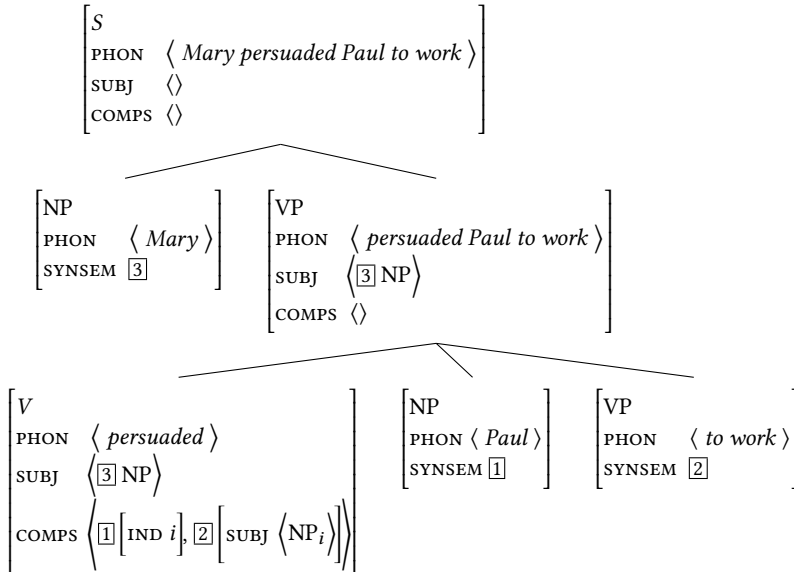 S
PHON ⟨ Mary persuaded Paul to work ⟩
SUBJ ⟨⟩
COMPS ⟨⟩
NP
PHON ⟨ Mary ⟩
SYNSEM 3
VP
PHON ⟨ persuaded Paul to work ⟩
SUBJ ⟨ 3 NP ⟩
COMPS ⟨⟩
V
PHON ⟨ persuaded ⟩
SUBJ ⟨ 3 NP ⟩
COMPS ⟨ 1 [IND i], 2 [SUBJ ⟨NPi⟩] ⟩
NP
PHON ⟨ Paul ⟩
SYNSEM 1
VP
PHON ⟨ to work ⟩
SYNSEM 2